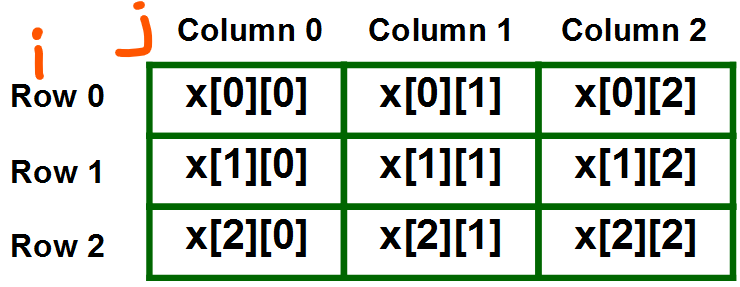 i j Column 0 Column 1 Column 2
Row 0 x[0][0] x[0][1] x[0][2]
Row 1 x[1][0] x[1][1] x[1][2]
Row 2 x[2][0] x[2][1] x[2][2]